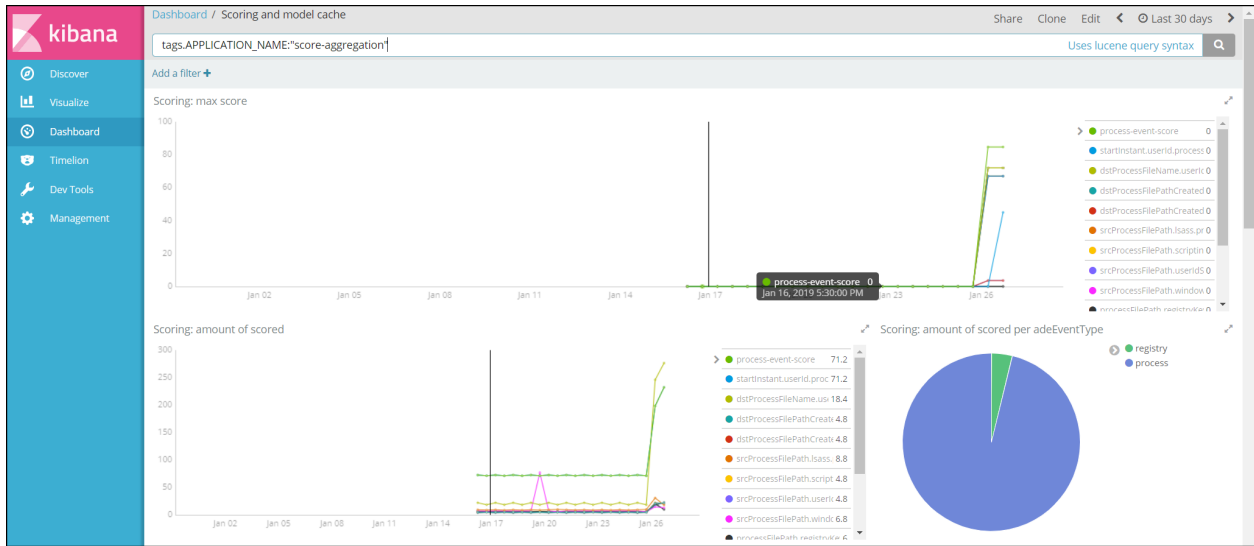 kibana
Discover
Visualize
Dashboard
Timelion
Dev Tools
Management
Dashboard / Scoring and model cache
Share Clone Edit Last 30 days
tags.APPLICATION_NAME:"score-aggregation"
Uses lucene query syntax
Add a filter +
Scoring: max score
100
80
60
40
20
0
Jan 02 Jan 05 Jan 08 Jan 11 Jan 14 Jan 17 Jan 23 Jan 26
process-event-score 0
Jan 16, 2019 5:30:00 PM
process-event-score 0
startInstant.userId.process 0
dstProcessFileName.userIc 0
dstProcessFilePathCreated 0
dstProcessFilePathCreated 0
srcProcessFilePath.lsass.pr 0
srcProcessFilePath.scriptin 0
srcProcessFilePath.userIdS 0
srcProcessFilePath.window 0
processFilePath.registryKe 0
Scoring: amount of scored
300
250
200
150
100
50
0
Jan 02 Jan 05 Jan 08 Jan 11 Jan 14 Jan 17 Jan 20 Jan 23 Jan 26
process-event-score 71.2
startInstant.userId.proc 71.2
dstProcessFileName.us 18.4
dstProcessFilePathCreat 4.8
dstProcessFilePathCreat 4.8
srcProcessFilePath.lsass. 8.8
srcProcessFilePath.script 4.8
srcProcessFilePath.userIc 4.8
srcProcessFilePath.windc 6.8
processFilePath.registryKe 6
Scoring: amount of scored per adeEventType
registry
process